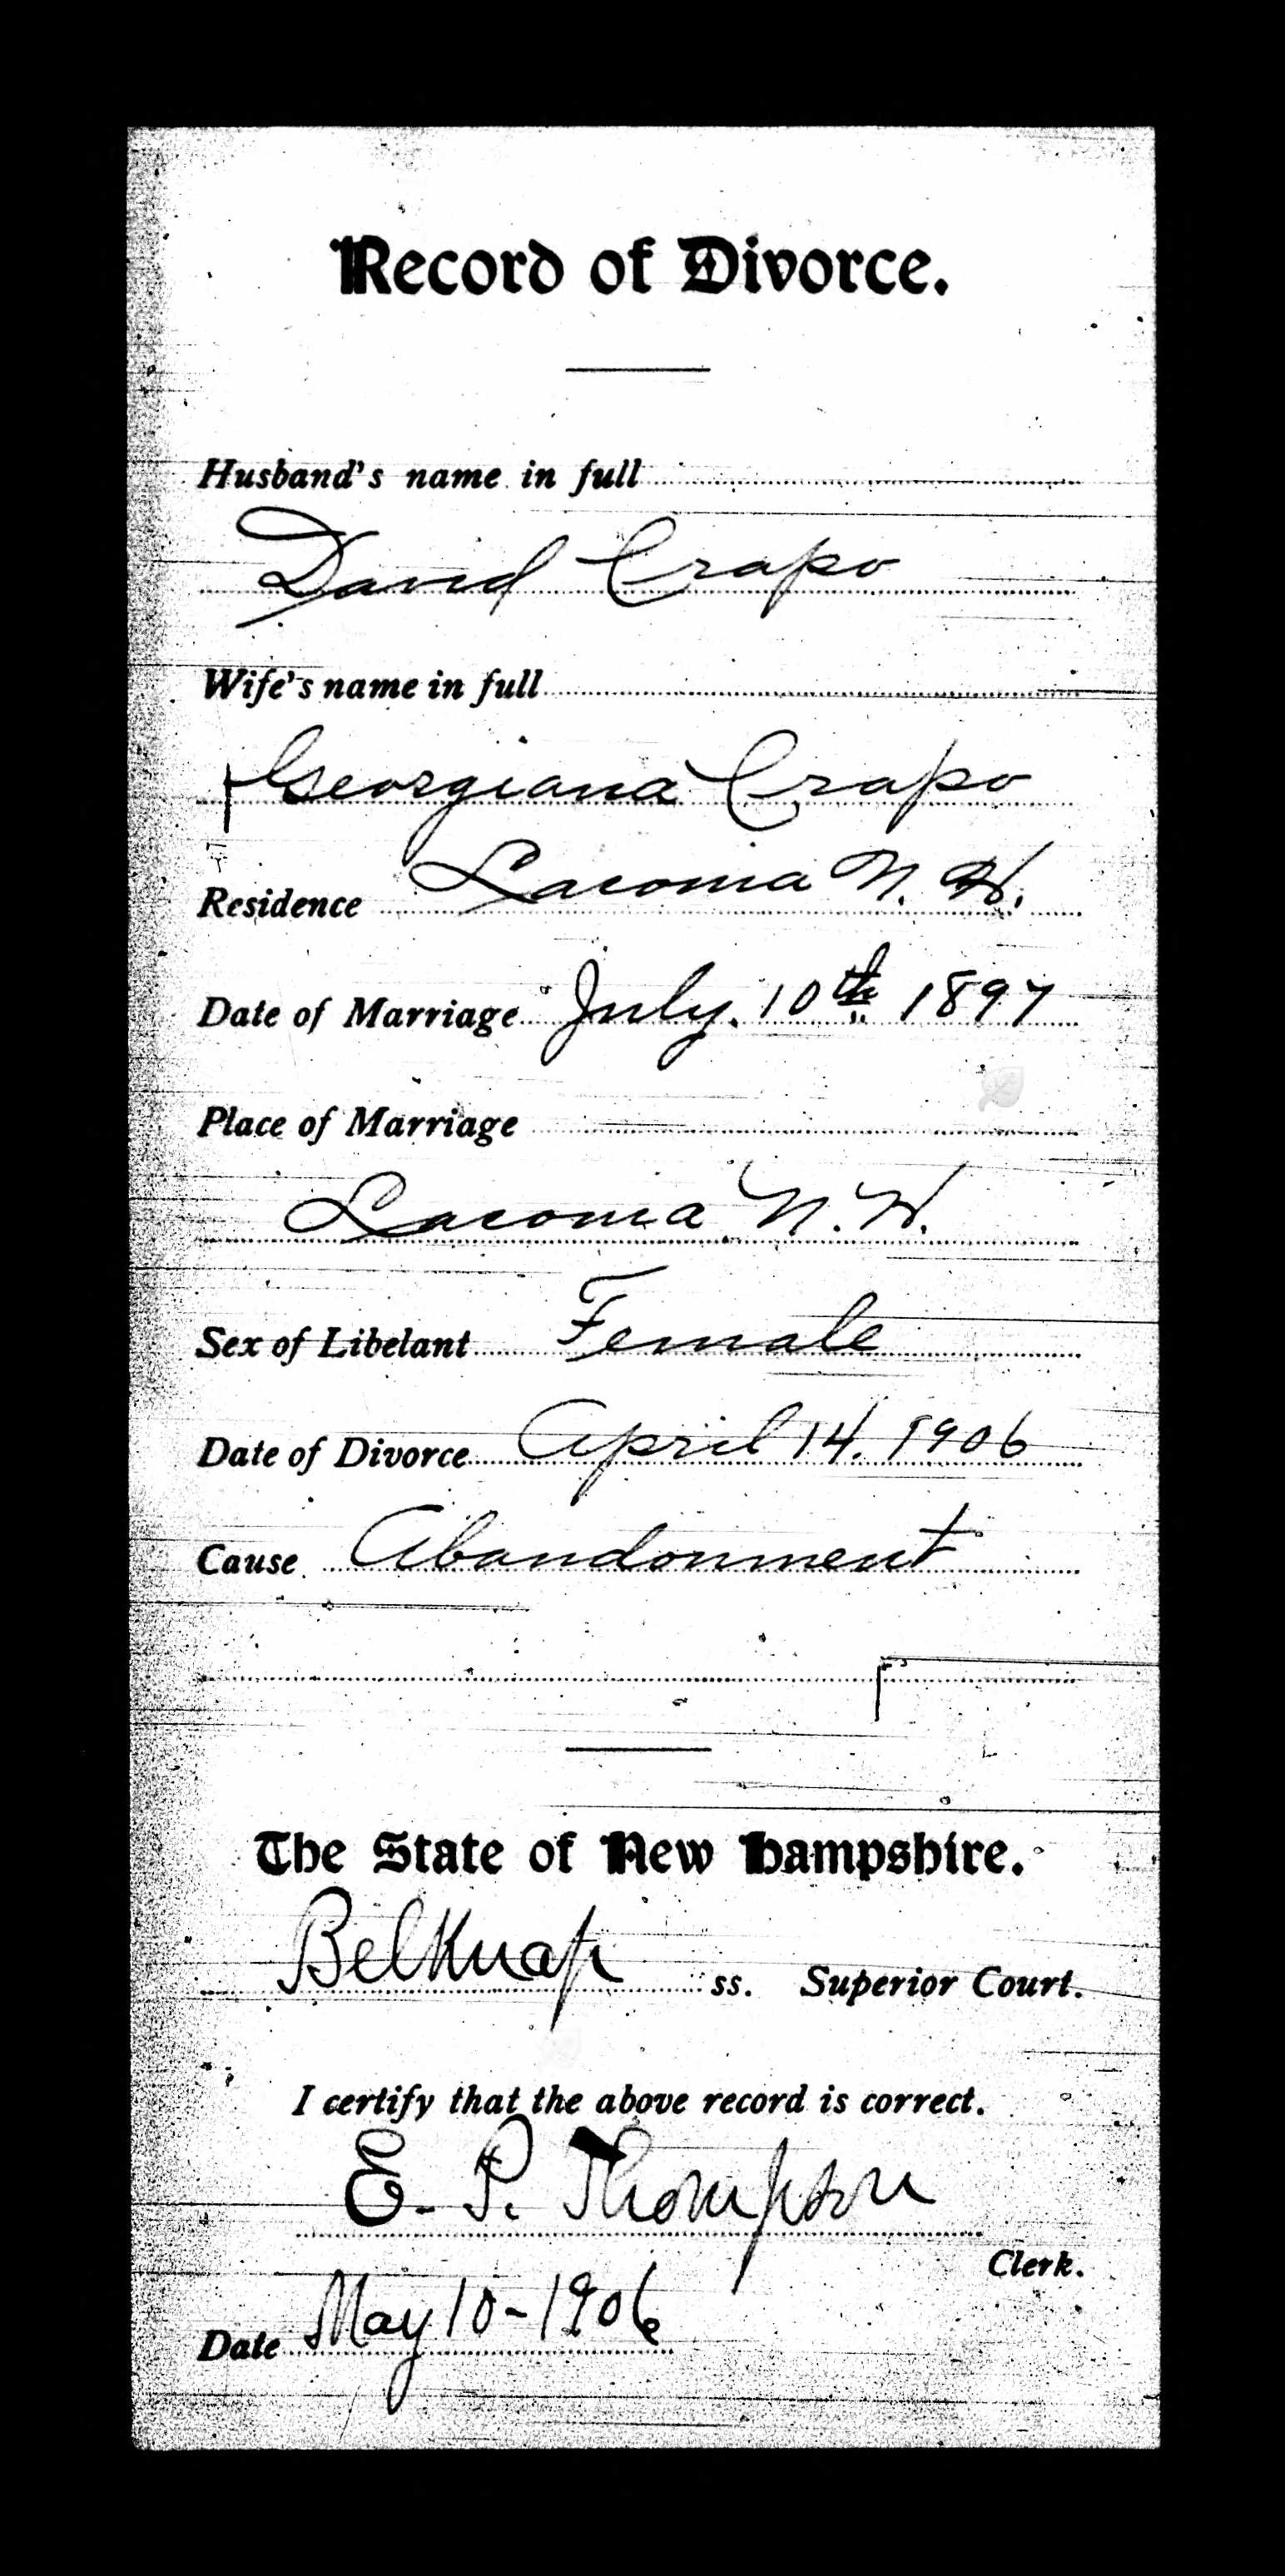 Record of Divorce.
Husband's name in full
David Crapo
Wife's name in full
Georgiana Crapo
Residence Laconia N. H.
Date of Marriage July. 10th 1897
Place of Marriage
Laconia N. H.
Sex of Libelant Female
Date of Divorce April 14. 1906
Cause Abandonment
The State of New Hampshire.
Belknap ss. Superior Court.
I certify that the above record is correct.
E. P. Thompson
Clerk.
Date May 10-1906